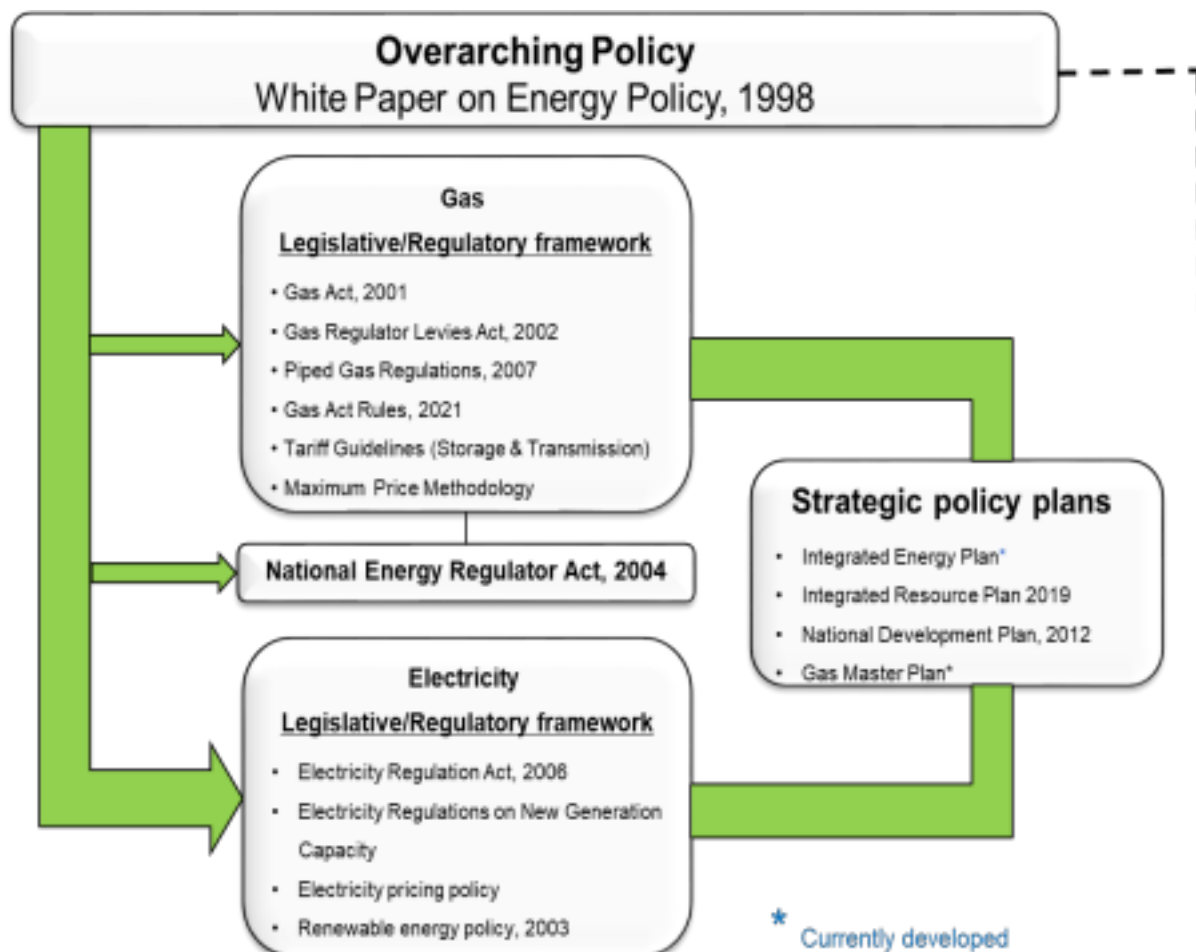 Overarching Policy
White Paper on Energy Policy, 1998
Gas
Legislative/Regulatory framework
• Gas Act, 2001
• Gas Regulator Levies Act, 2002
• Piped Gas Regulations, 2007
• Gas Act Rules, 2021
• Tariff Guidelines (Storage & Transmission)
• Maximum Price Methodology
National Energy Regulator Act, 2004
Electricity
Legislative/Regulatory framework
• Electricity Regulation Act, 2006
• Electricity Regulations on New Generation
Capacity
• Electricity pricing policy
• Renewable energy policy, 2003
Strategic policy plans
• Integrated Energy Plan*
• Integrated Resource Plan 2019
• National Development Plan, 2012
• Gas Master Plan*
* Currently developed